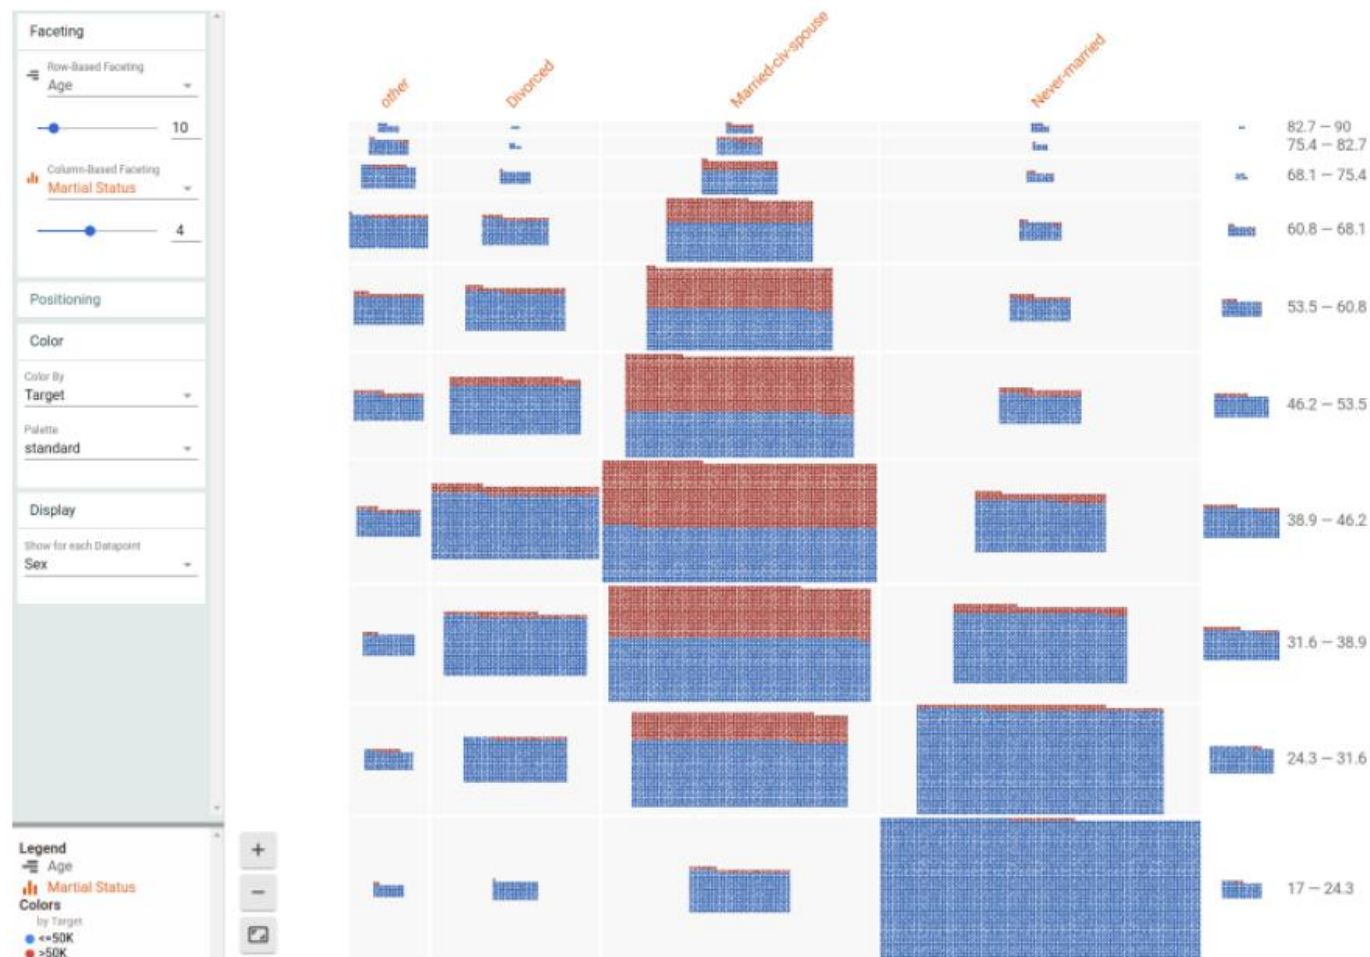 Faceting
Row-Based Faceting
Age
10
Column-Based Faceting
Martial Status
4
Positioning
Color
Color By
Target
Palette
standard
Display
Show for each Datapoint
Sex
Legend
Age
Martial Status
Colors
by Target
<=50K
>50K
+
−
other
Divorced
Married-civ-spouse
Never-married
82.7 – 90
75.4 – 82.7
68.1 – 75.4
60.8 – 68.1
53.5 – 60.8
46.2 – 53.5
38.9 – 46.2
31.6 – 38.9
24.3 – 31.6
17 – 24.3